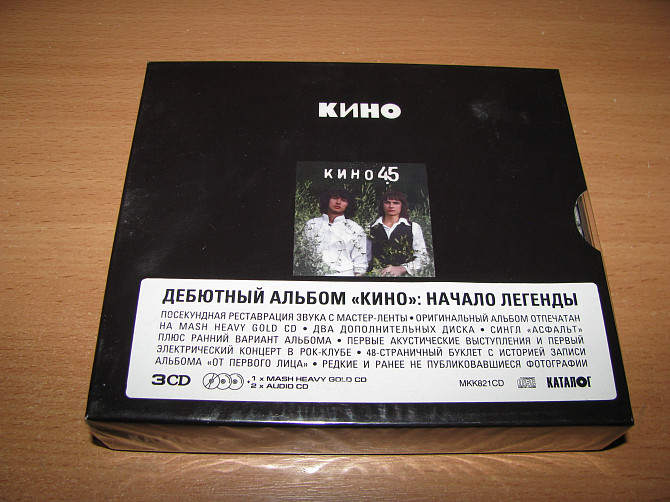 КИНО
КИНО 45
ДЕБЮТНЫЙ АЛЬБОМ «КИНО»: НАЧАЛО ЛЕГЕНДЫ
ПОСЕКУНДНАЯ РЕСТАВРАЦИЯ ЗВУКА С МАСТЕР-ЛЕНТЫ • ОРИГИНАЛЬНЫЙ АЛЬБОМ ОТПЕЧАТАН
НА MASH HEAVY GOLD CD • ДВА ДОПОЛНИТЕЛЬНЫХ ДИСКА • СИНГЛ «АСФАЛЬТ»
ПЛЮС РАННИЙ ВАРИАНТ АЛЬБОМА • ПЕРВЫЕ АКУСТИЧЕСКИЕ ВЫСТУПЛЕНИЯ И ПЕРВЫЙ
ЭЛЕКТРИЧЕСКИЙ КОНЦЕРТ В РОК-КЛУБЕ • 48-СТРАНИЧНЫЙ БУКЛЕТ С ИСТОРИЕЙ ЗАПИСИ
АЛЬБОМА «ОТ ПЕРВОГО ЛИЦА» • РЕДКИЕ И РАНЕЕ НЕ ПУБЛИКОВАВШИЕСЯ ФОТОГРАФИИ
3CD • 1 x MASH HEAVY GOLD CD MKK821CD КАТАЛОГ
2 x AUDIO CD